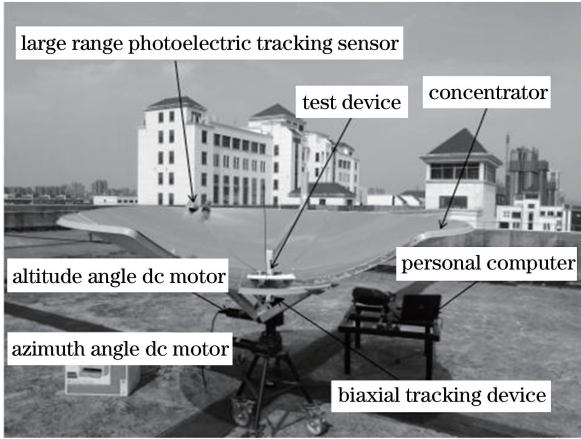 large range photoelectric tracking sensor
test device
concentrator
altitude angle dc motor
personal computer
azimuth angle dc motor
biaxial tracking device